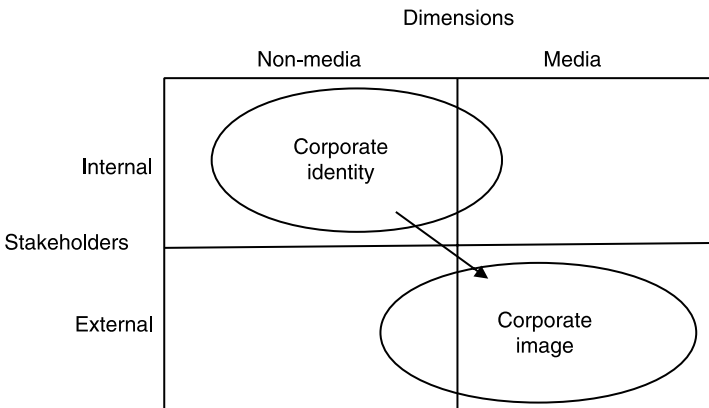 Dimensions
Non-media Media
Corporate
identity
Internal
Stakeholders
External
Corporate
image